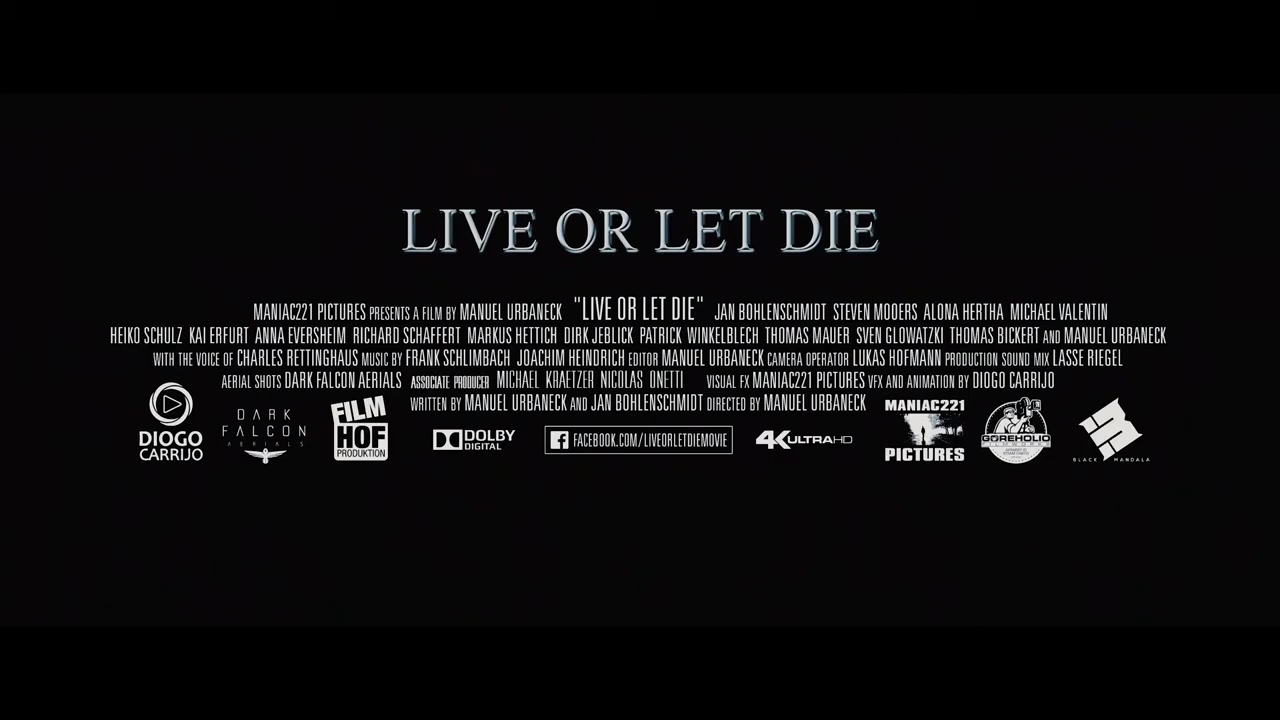 LIVE OR LET DIE
MANIAC221 PICTURES PRESENTS A FILM BY MANUEL URBANECK "LIVE OR LET DIE" JAN BOHLENSCHMIDT STEVEN MOOERS ALONA HERTHA MICHAEL VALENTIN
HEIKO SCHULZ KAI ERFURT ANNA EVERSHEIM RICHARD SCHAFFERT MARKUS HETTICH DIRK JEBLICK PATRICK WINKELBLECH THOMAS MAUER SVEN GLOWATZKI THOMAS BICKERT AND MANUEL URBANECK
WITH THE VOICE OF CHARLES RETTINGHAUS MUSIC BY FRANK SCHLIMBACH JOACHIM HEINDRICH EDITOR MANUEL URBANECK CAMERA OPERATOR LUKAS HOFMANN PRODUCTION SOUND MIX LASSE RIEGEL
AERIAL SHOTS DARK FALCON AERIALS ASSOCIATE PRODUCER MICHAEL KRAETZER NICOLAS ONETTI VISUAL FX MANIAC221 PICTURES VFX AND ANIMATION BY DIOGO CARRIJO
WRITTEN BY MANUEL URBANECK AND JAN BOHLENSCHMIDT DIRECTED BY MANUEL URBANECK
DIOGO
CARRIJO
DARK
FALCON
AERIALS
FILM
HOF
PRODUKTION
DOLBY
DIGITAL
FACEBOOK.COM/LIVEORLETDIEMOVIE
4K ULTRA HD
MANIAC221
PICTURES
GOREHOLIO
FILMWORKS
BLACK MANDALA